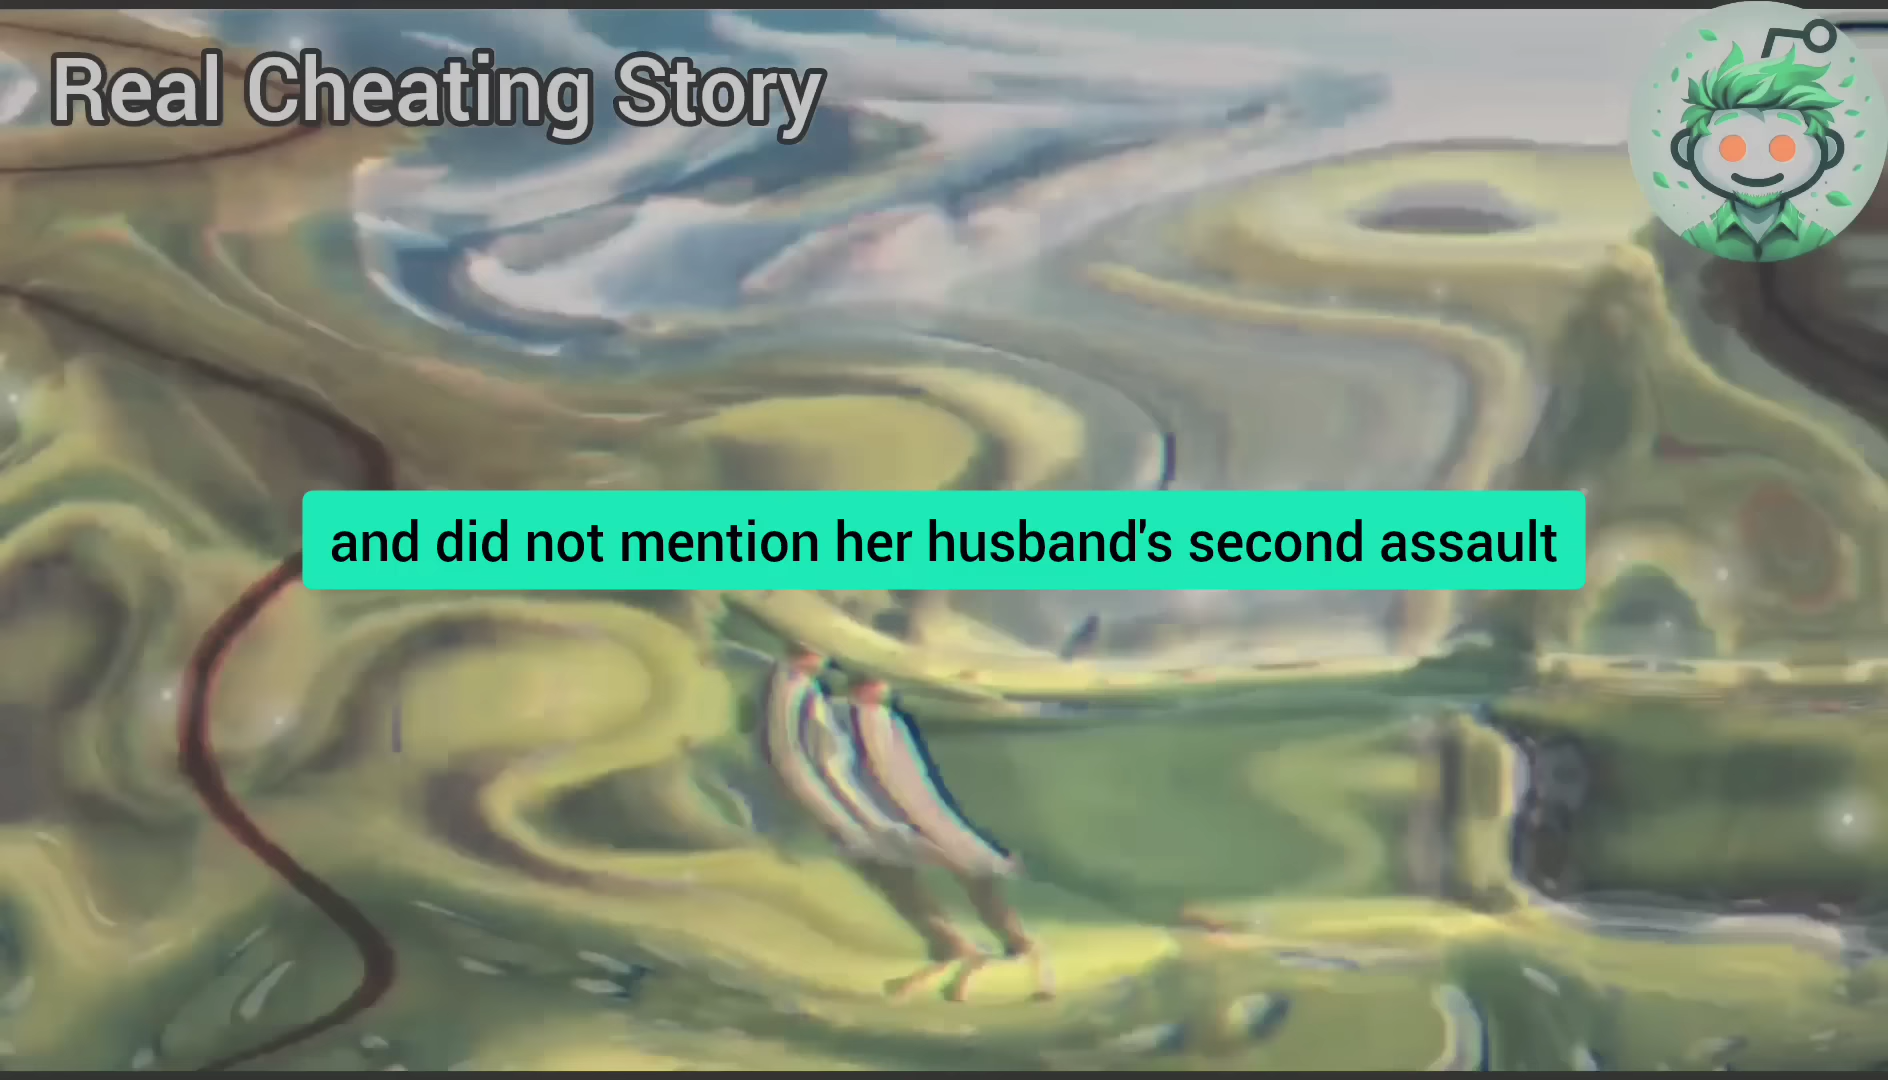 Real Cheating Story
and did not mention her husband's second assault